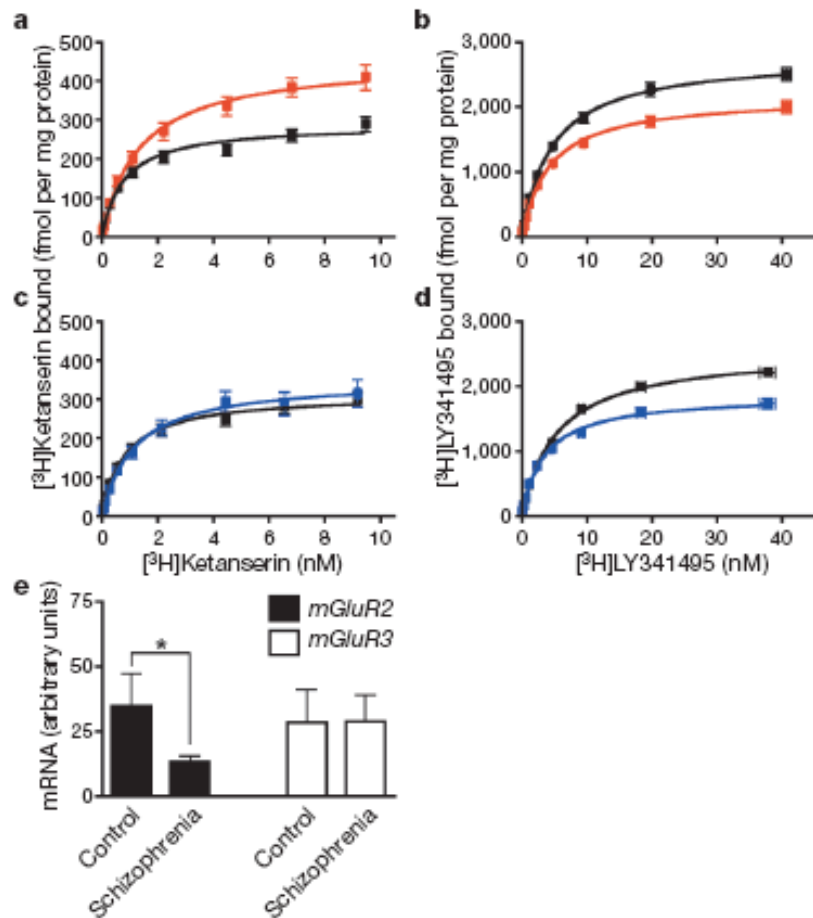 a
b
[³H]Ketanserin bound (fmol per mg protein)
500
400
300
200
100
0
0 2 4 6 8 10
[³H]LY341495 bound (fmol per mg protein)
3,000
2,000
1,000
0
0 10 20 30 40
c
d
500
400
300
200
100
0
0 2 4 6 8 10
[³H]Ketanserin (nM)
3,000
2,000
1,000
0
0 10 20 30 40
[³H]LY341495 (nM)
e
mRNA (arbitrary units)
75
50
25
0
*
mGluR2
mGluR3
Control
Schizophrenia
Control
Schizophrenia